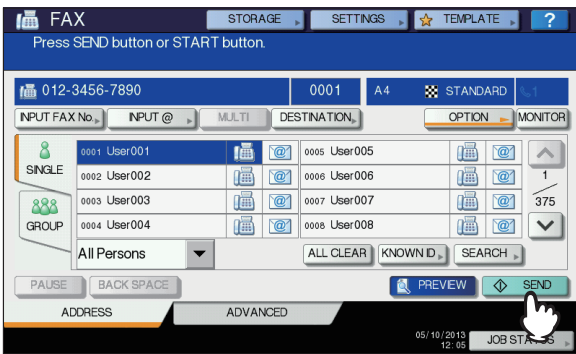 FAX STORAGE SETTINGS TEMPLATE ?
Press SEND button or START button.
012-3456-7890 0001 A4 STANDARD 1
INPUT FAX No. INPUT @ MULTI DESTINATION OPTION MONITOR
SINGLE
GROUP
0001 User001 0005 User005
0002 User002 0006 User006
0003 User003 0007 User007
0004 User004 0008 User008
1
375
All Persons ALL CLEAR KNOWN ID SEARCH
PAUSE BACK SPACE PREVIEW SEND
ADDRESS ADVANCED
05/10/2013
12:05